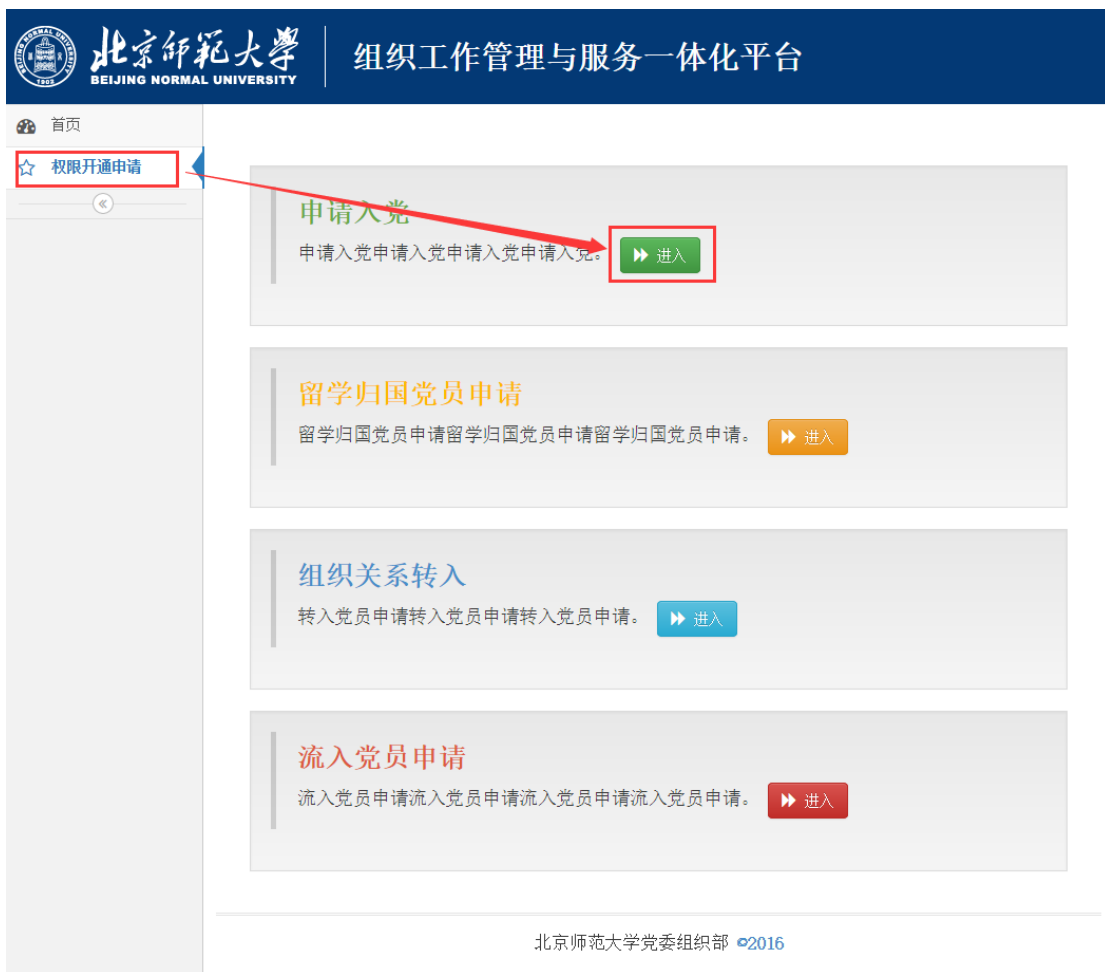 北京师范大学 组织工作管理与服务一体化平台
BEIJING NORMAL UNIVERSITY
1902
首页
权限开通申请
申请入党
申请入党申请入党申请入党申请入党。 进入
留学归国党员申请
留学归国党员申请留学归国党员申请留学归国党员申请。 进入
组织关系转入
转入党员申请转入党员申请转入党员申请。 进入
流入党员申请
流入党员申请流入党员申请流入党员申请流入党员申请。 进入
北京师范大学党委组织部 ©2016